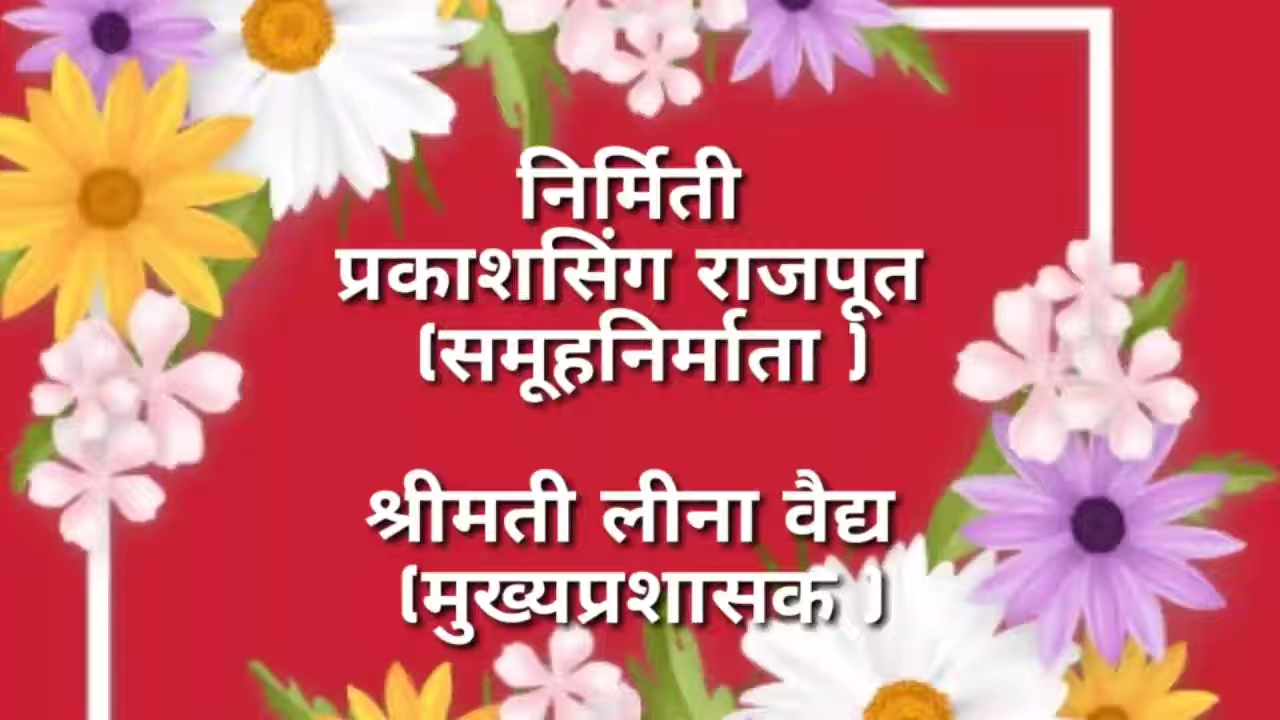 निर्मिती
प्रकाशसिंग राजपूत
(समूहनिर्माता )
श्रीमती लीना वैद्य
(मुख्यप्रशासक )